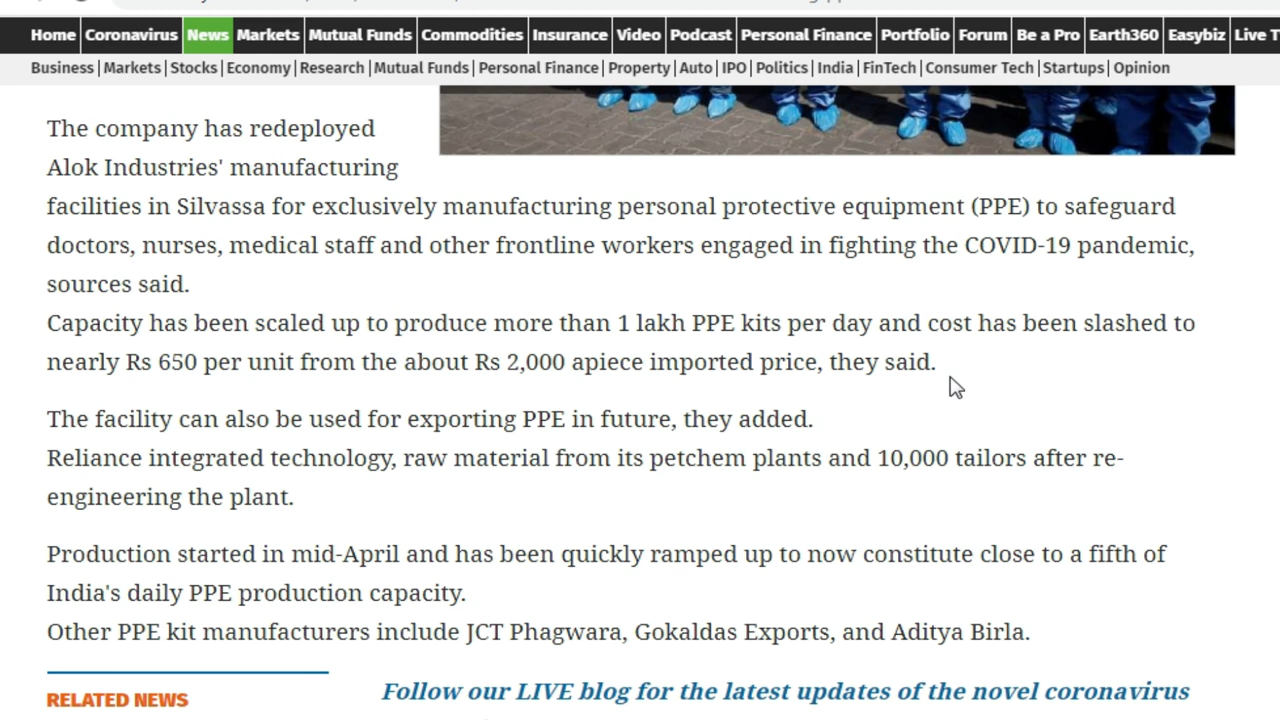 Home Coronavirus News Markets Mutual Funds Commodities Insurance Video Podcast Personal Finance Portfolio Forum Be a Pro Earth360 Easybiz Live T
Business | Markets | Stocks | Economy | Research | Mutual Funds | Personal Finance | Property | Auto | IPO | Politics | India | FinTech | Consumer Tech | Startups | Opinion
The company has redeployed
Alok Industries' manufacturing
facilities in Silvassa for exclusively manufacturing personal protective equipment (PPE) to safeguard
doctors, nurses, medical staff and other frontline workers engaged in fighting the COVID-19 pandemic,
sources said.
Capacity has been scaled up to produce more than 1 lakh PPE kits per day and cost has been slashed to
nearly Rs 650 per unit from the about Rs 2,000 apiece imported price, they said.
The facility can also be used for exporting PPE in future, they added.
Reliance integrated technology, raw material from its petchem plants and 10,000 tailors after re-
engineering the plant.
Production started in mid-April and has been quickly ramped up to now constitute close to a fifth of
India's daily PPE production capacity.
Other PPE kit manufacturers include JCT Phagwara, Gokaldas Exports, and Aditya Birla.
RELATED NEWS
Follow our LIVE blog for the latest updates of the novel coronavirus